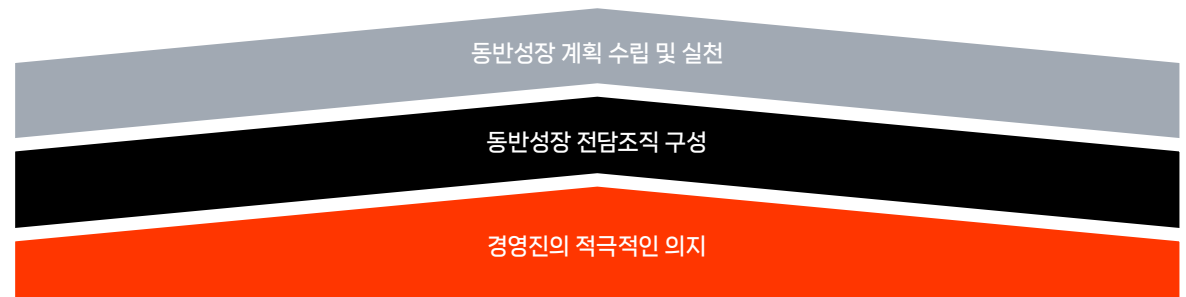 동반성장 계획 수립 및 실천
동반성장 전담조직 구성
경영진의 적극적인 의지